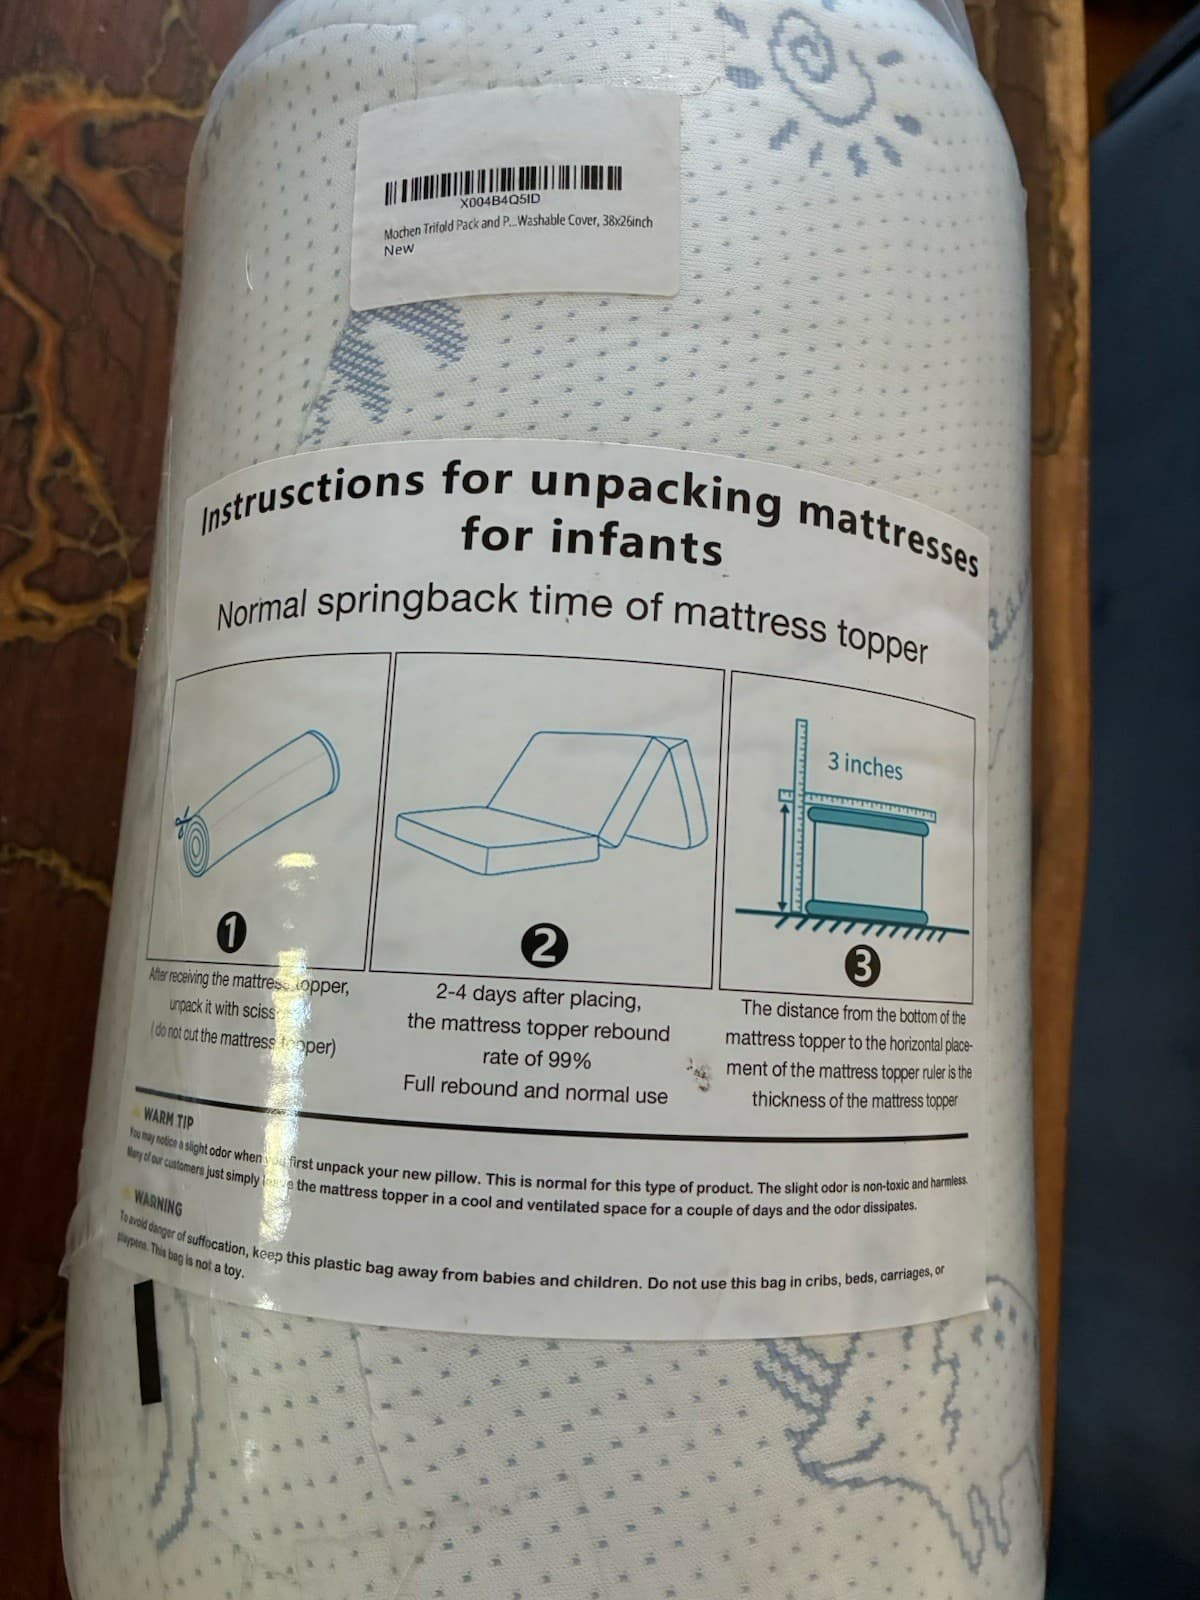 X004B4Q5ID
Mochen Trifold Pack and P...Washable Cover, 38x26inch
New
Instrusctions for unpacking mattresses
for infants
Normal springback time of mattress topper
3 inches
1
2
3
After receiving the mattress topper,
unpack it with sciss
(do not cut the mattress topper)
2-4 days after placing,
the mattress topper rebound
rate of 99%
Full rebound and normal use
The distance from the bottom of the
mattress topper to the horizontal place-
ment of the mattress topper ruler is the
thickness of the mattress topper
WARM TIP
You may notice a slight odor when you first unpack your new pillow. This is normal for this type of product. The slight odor is non-toxic and harmless.
Many of our customers just simply leave the mattress topper in a cool and ventilated space for a couple of days and the odor dissipates.
WARNING
To avoid danger of suffocation, keep this plastic bag away from babies and children. Do not use this bag in cribs, beds, carriages, or
playpens. This bag is not a toy.